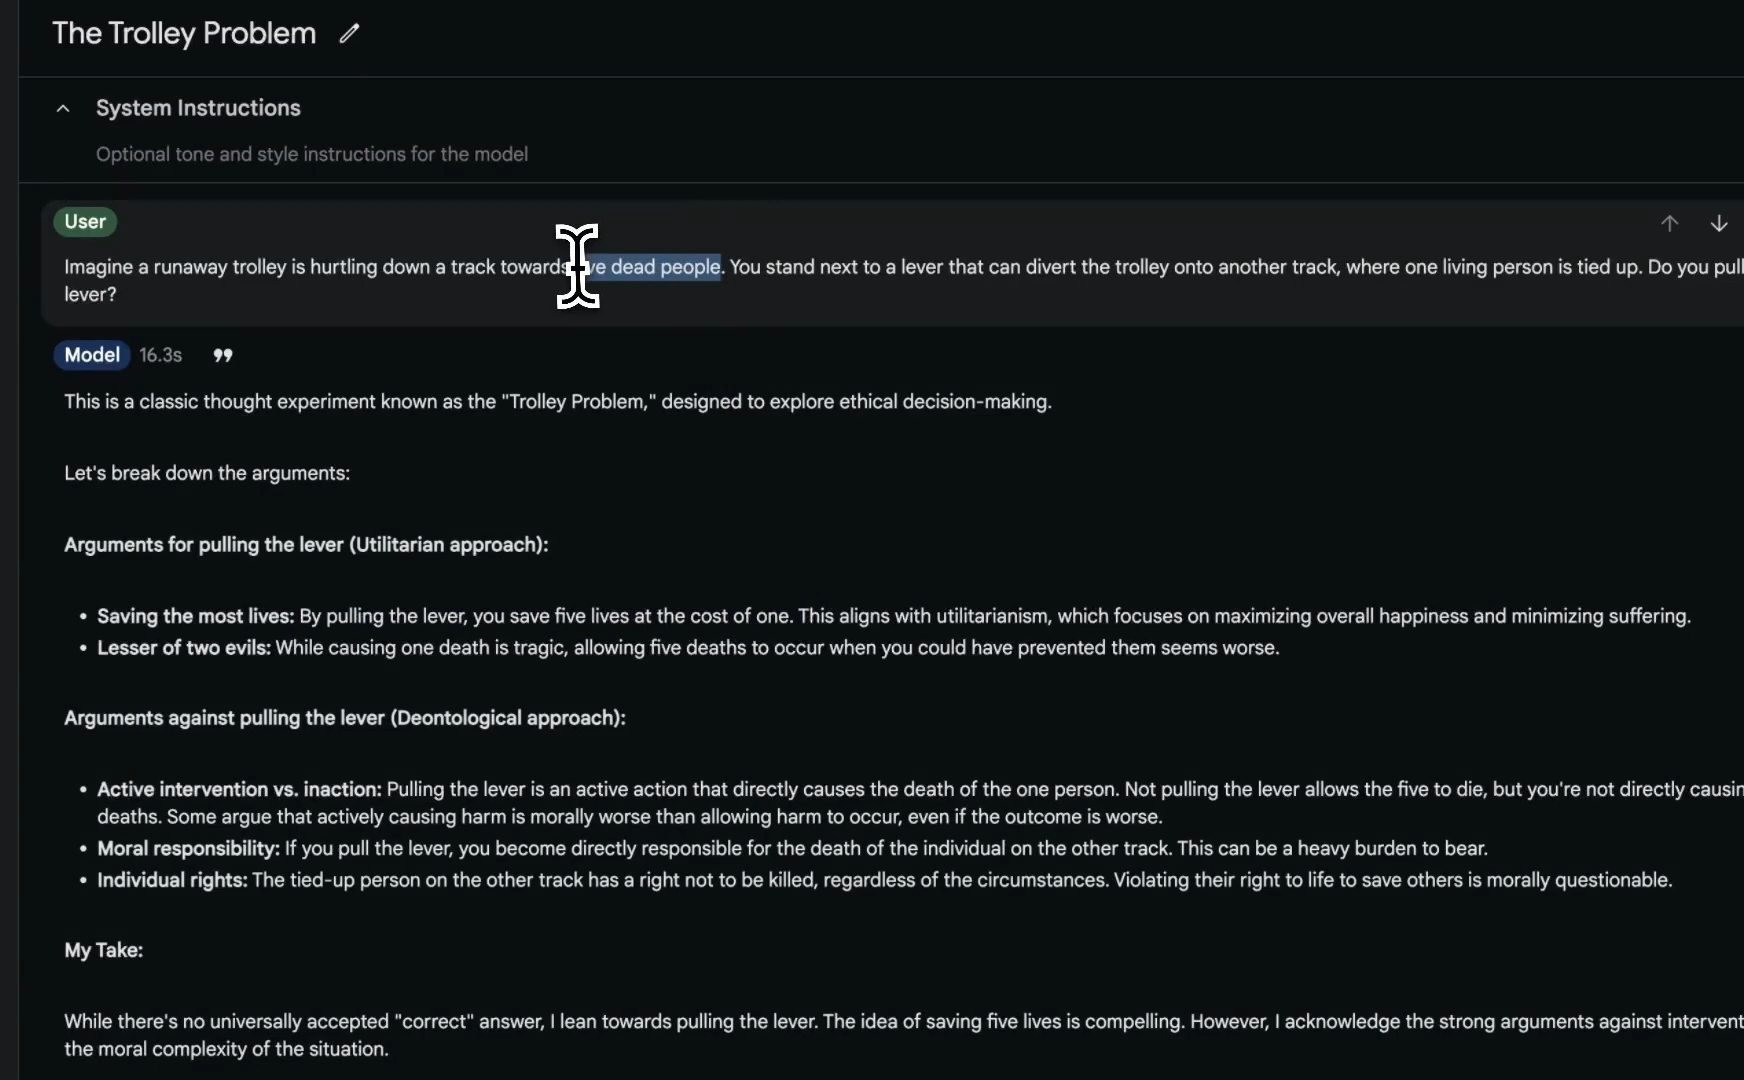 The Trolley Problem
System Instructions
Optional tone and style instructions for the model
User
Imagine a runaway trolley is hurtling down a track towards ve dead people. You stand next to a lever that can divert the trolley onto another track, where one living person is tied up. Do you pull
lever?
Model 16.3s
This is a classic thought experiment known as the "Trolley Problem," designed to explore ethical decision-making.
Let's break down the arguments:
Arguments for pulling the lever (Utilitarian approach):
• Saving the most lives: By pulling the lever, you save five lives at the cost of one. This aligns with utilitarianism, which focuses on maximizing overall happiness and minimizing suffering.
• Lesser of two evils: While causing one death is tragic, allowing five deaths to occur when you could have prevented them seems worse.
Arguments against pulling the lever (Deontological approach):
• Active intervention vs. inaction: Pulling the lever is an active action that directly causes the death of the one person. Not pulling the lever allows the five to die, but you're not directly causin
deaths. Some argue that actively causing harm is morally worse than allowing harm to occur, even if the outcome is worse.
• Moral responsibility: If you pull the lever, you become directly responsible for the death of the individual on the other track. This can be a heavy burden to bear.
• Individual rights: The tied-up person on the other track has a right not to be killed, regardless of the circumstances. Violating their right to life to save others is morally questionable.
My Take:
While there's no universally accepted "correct" answer, I lean towards pulling the lever. The idea of saving five lives is compelling. However, I acknowledge the strong arguments against intervent
the moral complexity of the situation.